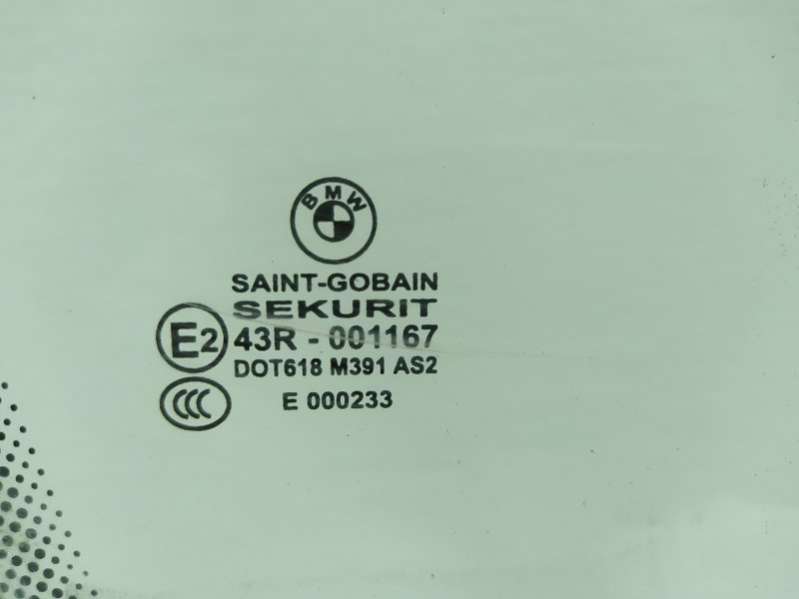 BMW
SAINT-GOBAIN
SEKURIT
E2 43R - 001167
DOT618 M391 AS2
CCC E 000233